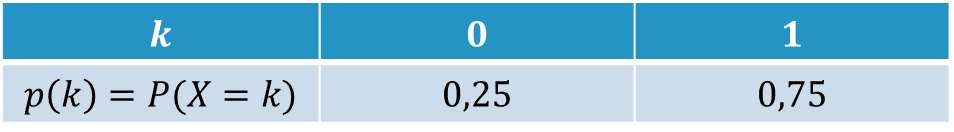 k 0 1
p(k) = P(X = k) 0,25 0,75